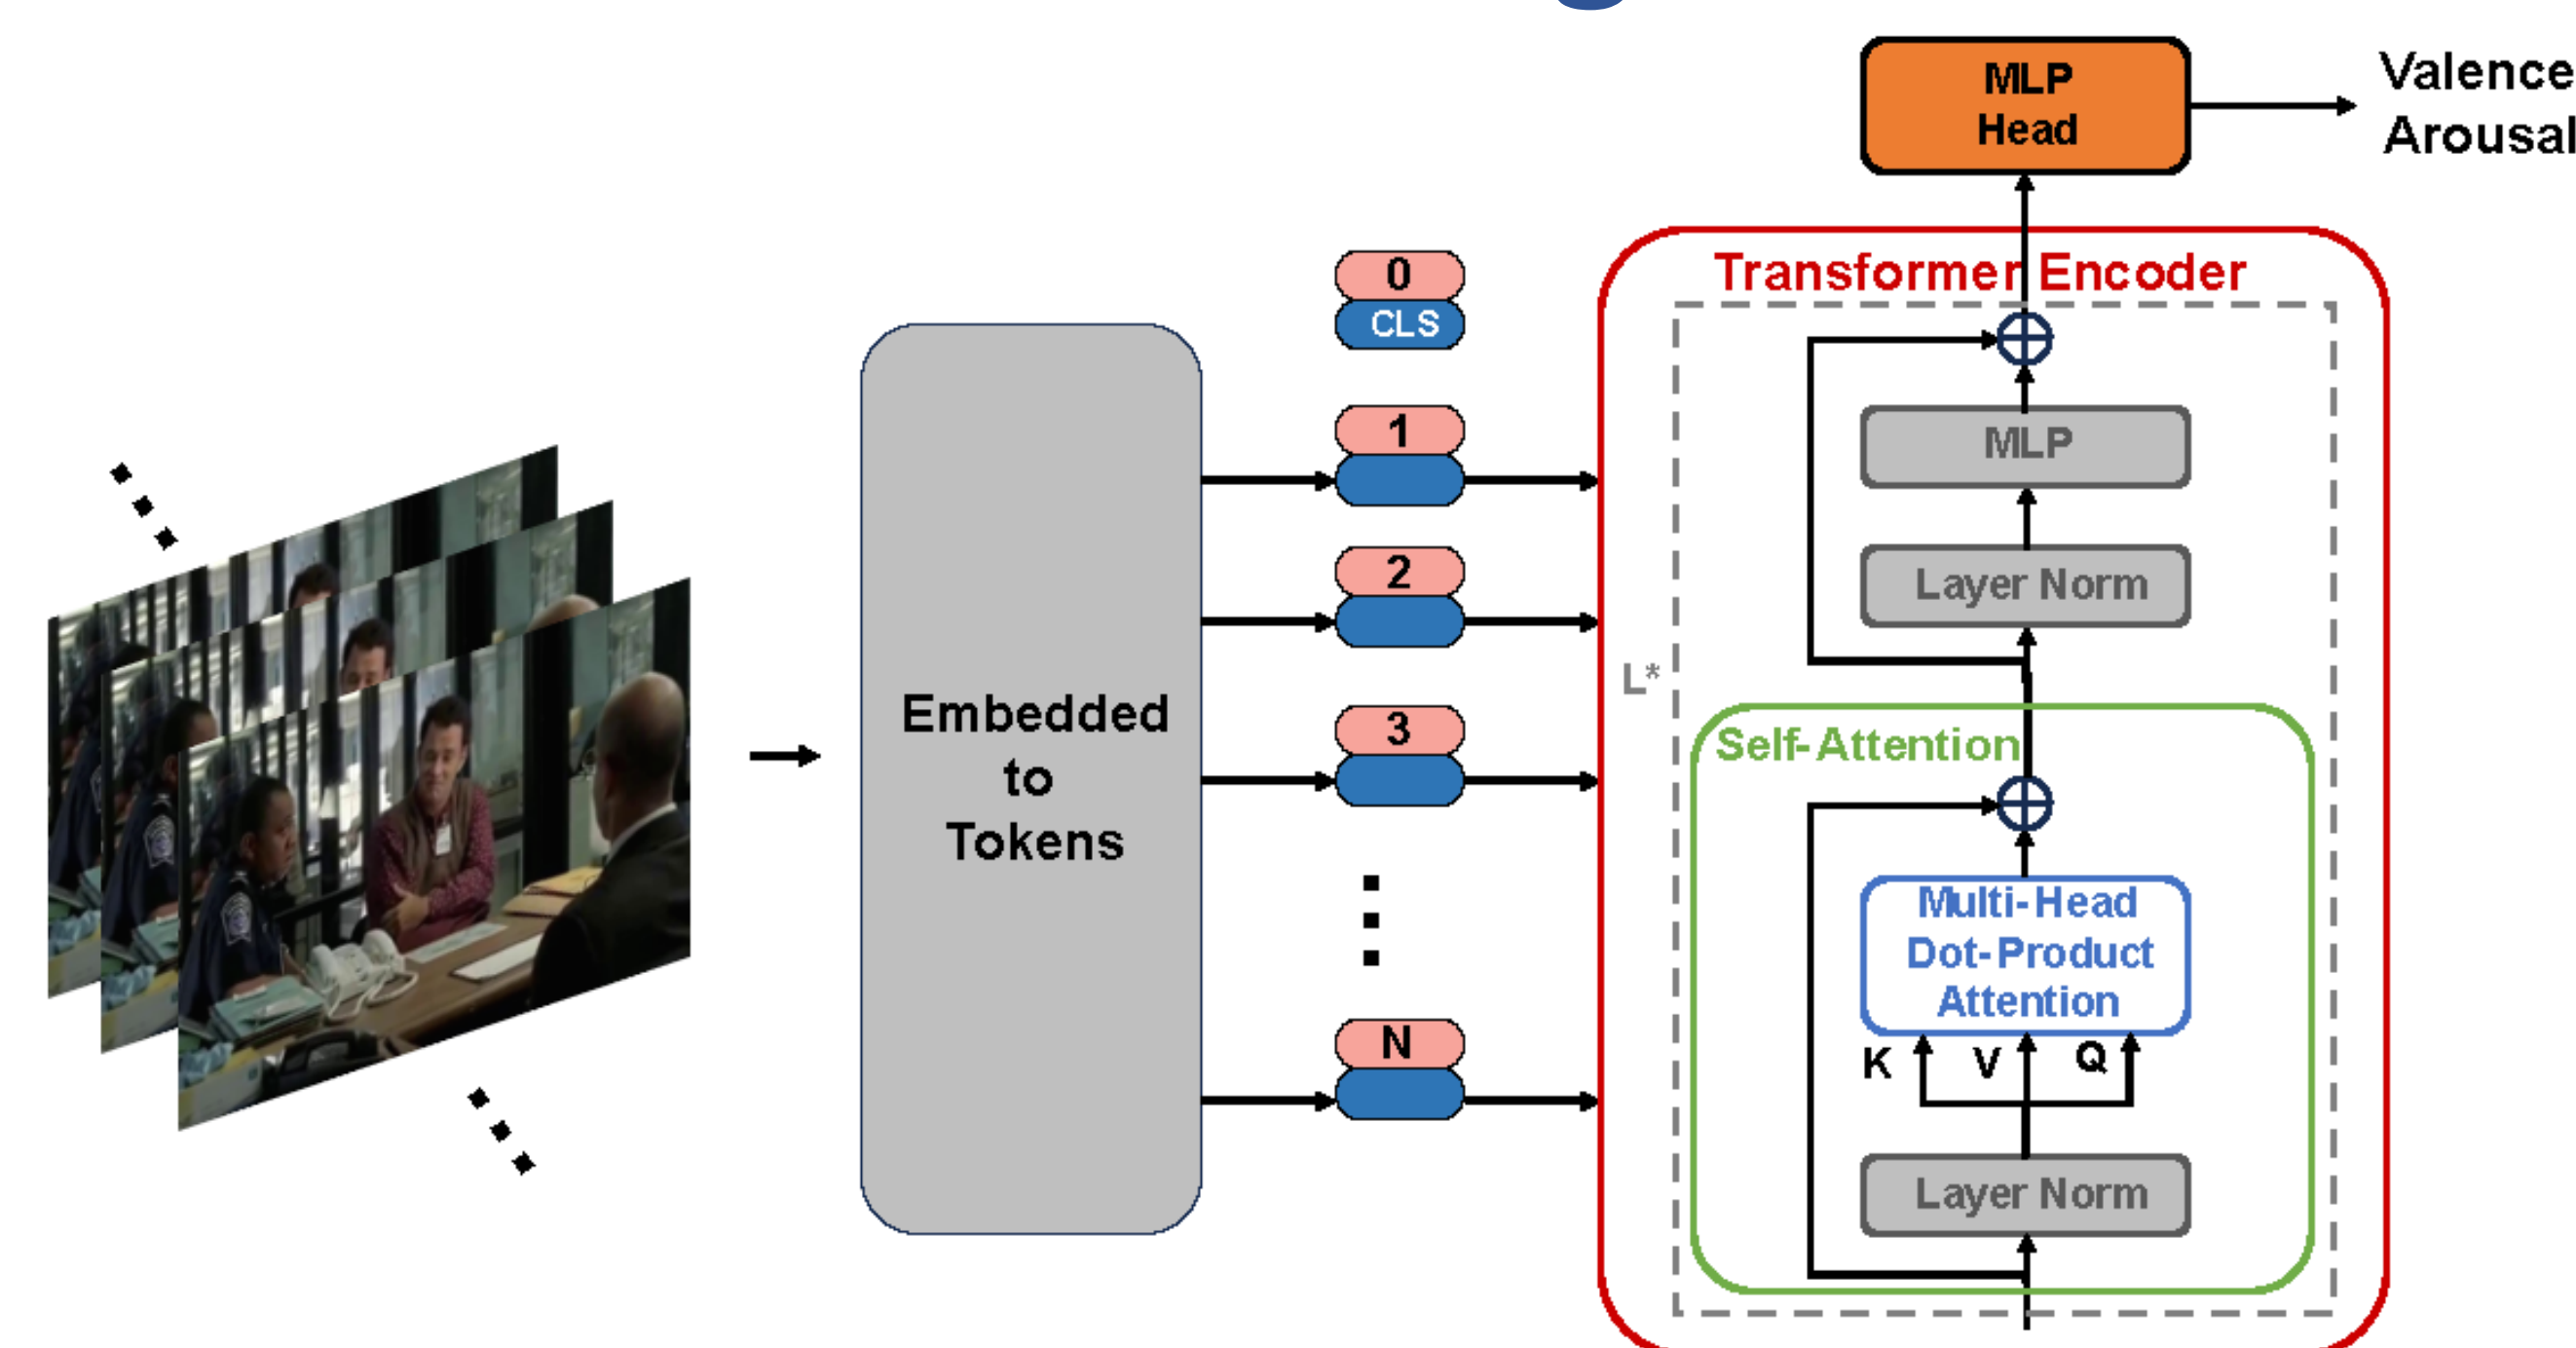 MLP
Head
Valence
Arousal
Transformer Encoder
0
CLS
1
2
3
N
Embedded
to
Tokens
L*
MLP
Layer Norm
Self-Attention
Multi-Head
Dot-Product
Attention
K V Q
Layer Norm